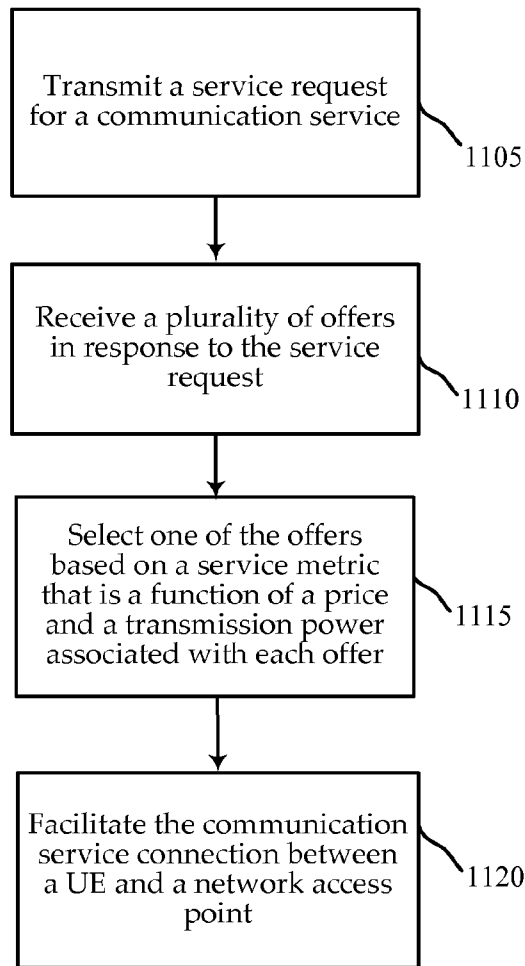 Transmit a service request
for a communication service
1105
Receive a plurality of offers
in response to the service
request
1110
Select one of the offers
based on a service metric
that is a function of a price
and a transmission power
associated with each offer
1115
Facilitate the communication
service connection between
a UE and a network access
point
1120